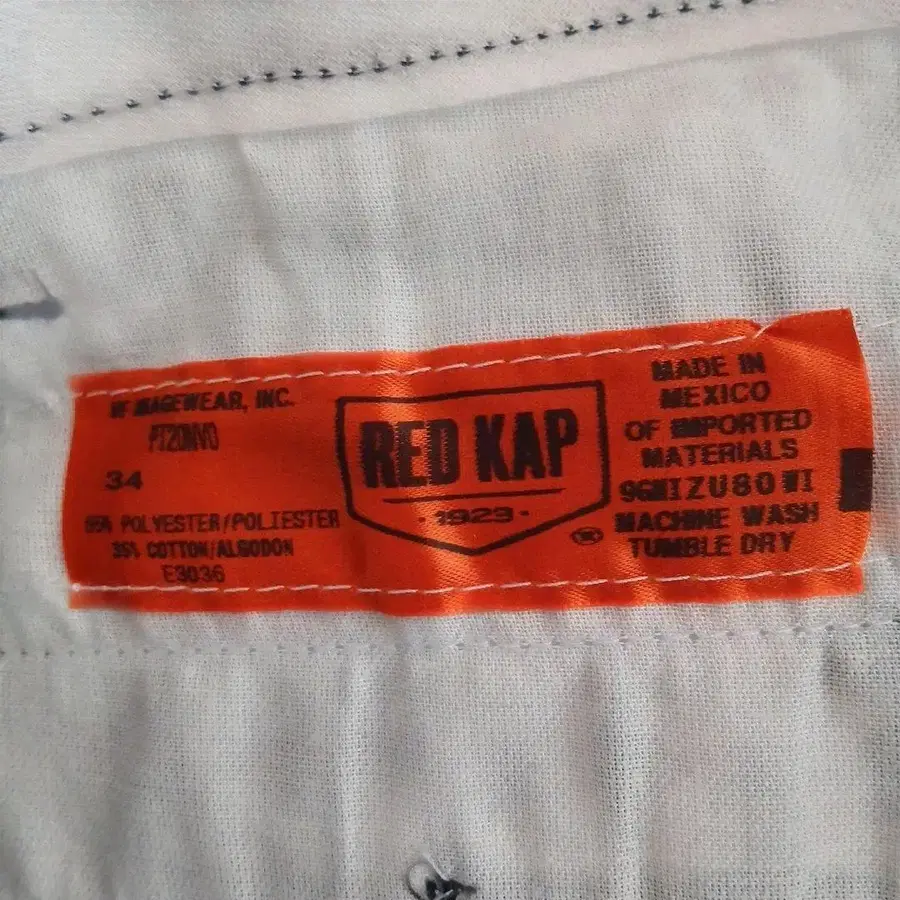 VF IMAGEWEAR, INC.
PT20NV0
34
65% POLYESTER/POLIESTER
35% COTTON/ALGODON
E3036
RED KAP
· 1923 ·
®
MADE IN
MEXICO
OF IMPORTED
MATERIALS
MACHINE WASH
TUMBLE DRY